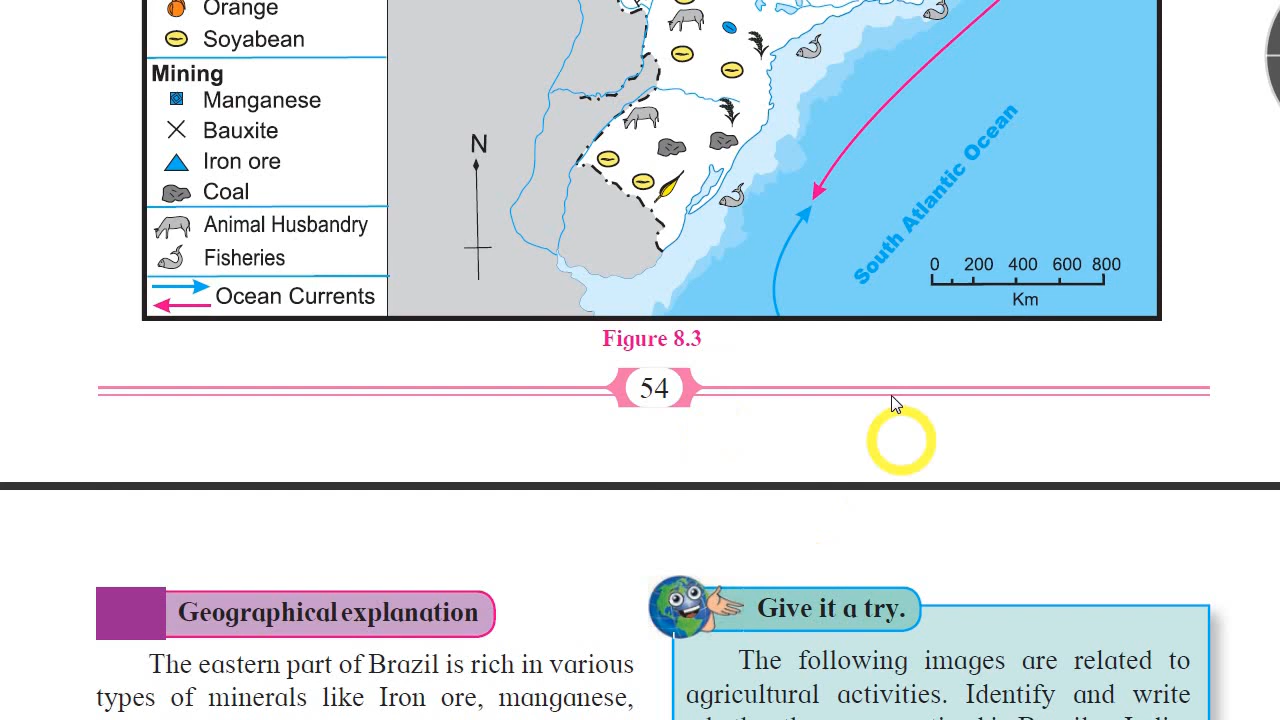 Orange
Soyabean
Mining
Manganese
Bauxite
Iron ore
Coal
Animal Husbandry
Fisheries
Ocean Currents
N
South Atlantic Ocean
0 200 400 600 800
Km
Figure 8.3
54
Geographical explanation
The eastern part of Brazil is rich in various
types of minerals like Iron ore, manganese,
Give it a try.
The following images are related to
agricultural activities. Identify and write